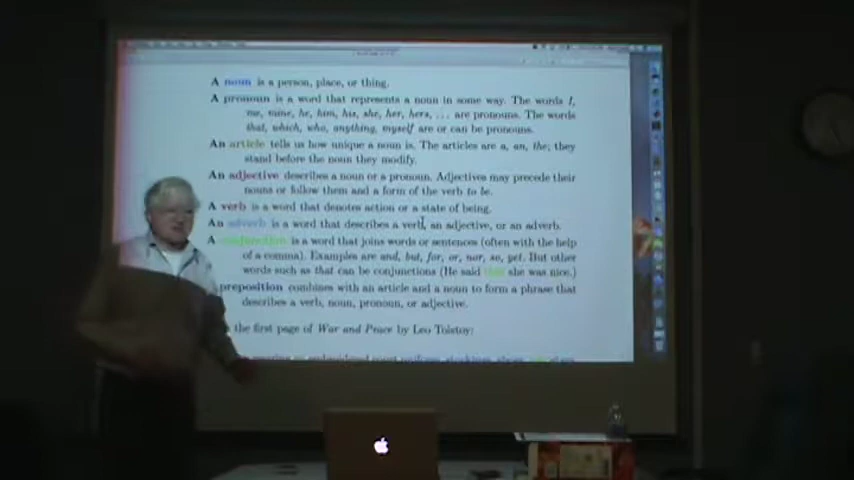 A noun is a person, place, or thing.
A pronoun is a word that represents a noun in some way. The words I,
me, mine, he, him, his, she, her, hers, ... are pronouns. The words
that, which, who, anything, myself are or can be pronouns.
An article tells us how unique a noun is. The articles are a, an, the; they
stand before the noun they modify.
An adjective describes a noun or a pronoun. Adjectives may precede their
nouns or follow them and a form of the verb to be.
A verb is a word that denotes action or a state of being.
An adverb is a word that describes a verb, an adjective, or an adverb.
A conjunction is a word that joins words or sentences (often with the help
of a comma). Examples are and, but, for, or, nor, so, yet. But other
words such as that can be conjunctions (He said that she was nice.)
preposition combines with an article and a noun to form a phrase that
describes a verb, noun, pronoun, or adjective.
the first page of War and Peace by Leo Tolstoy: